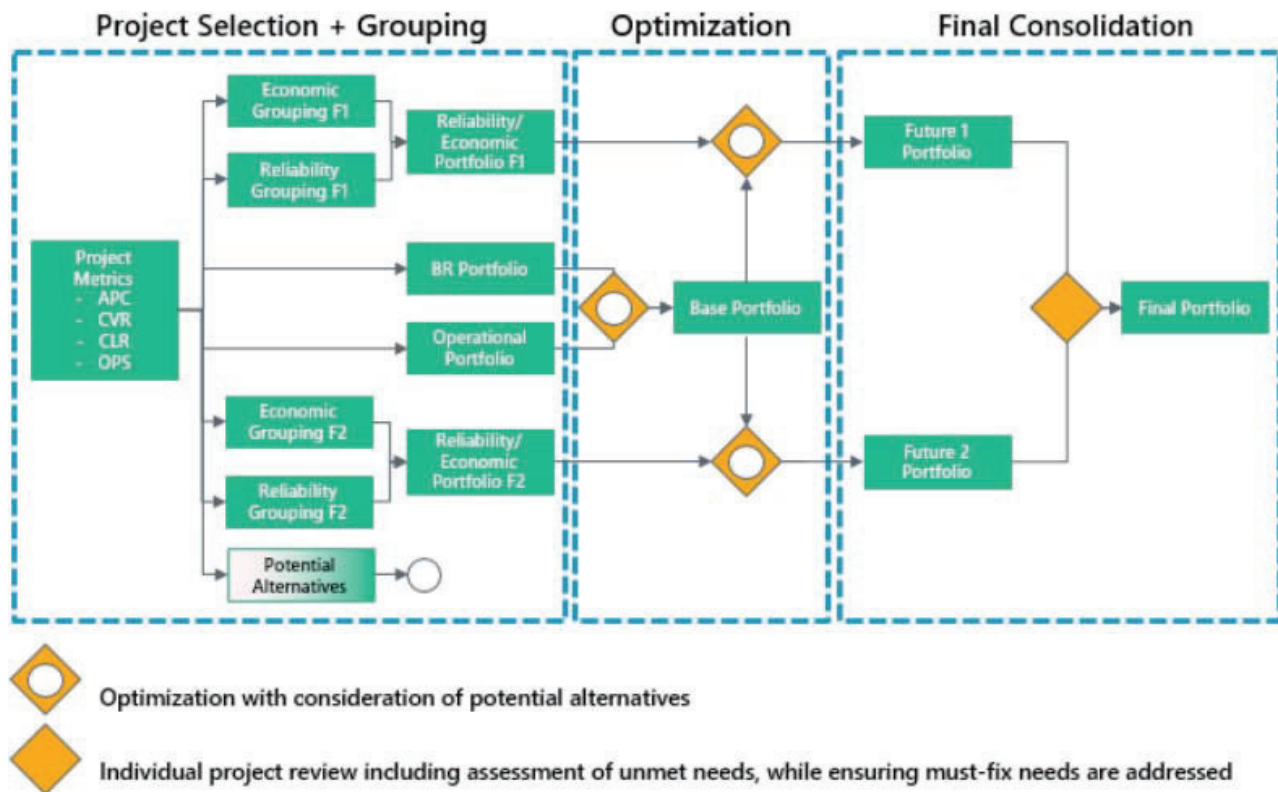 Project Selection + Grouping
Optimization
Final Consolidation
Economic
Grouping F1
Reliability
Grouping F1
Reliability/
Economic
Portfolio F1
Future 1
Portfolio
Project
Metrics
- APC
- CVR
- CLR
- OPS
BR Portfolio
Operational
Portfolio
Base Portfolio
Final Portfolio
Economic
Grouping F2
Reliability
Grouping F2
Reliability/
Economic
Portfolio F2
Future 2
Portfolio
Potential
Alternatives
Optimization with consideration of potential alternatives
Individual project review including assessment of unmet needs, while ensuring must-fix needs are addressed